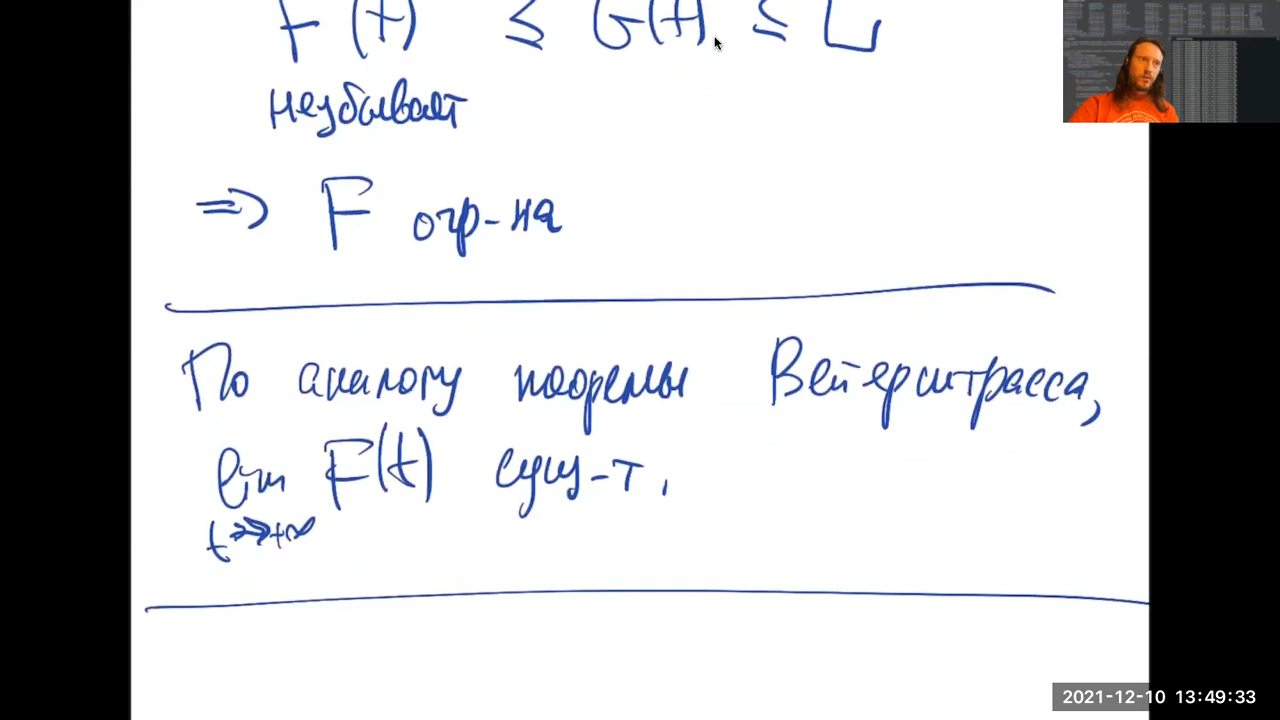 F(t) ≤ G(t) ≤ L
неубывает
=> F огр-на
По аналогу теоремы Вейерштрасса,
lim F(t) сущ-т,
t→+∞
2021-12-10 13:49:33